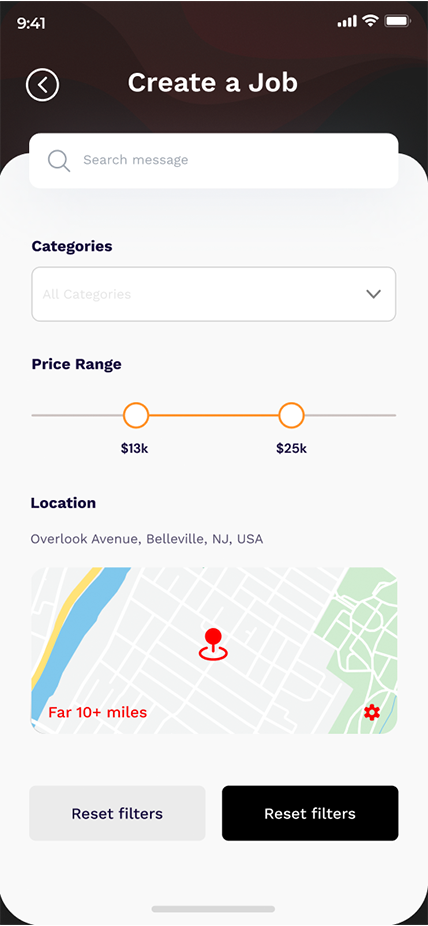 9:41
Create a Job
Search message
Categories
All Categories
Price Range
$13k $25k
Location
Overlook Avenue, Belleville, NJ, USA
Far 10+ miles
Reset filters Reset filters